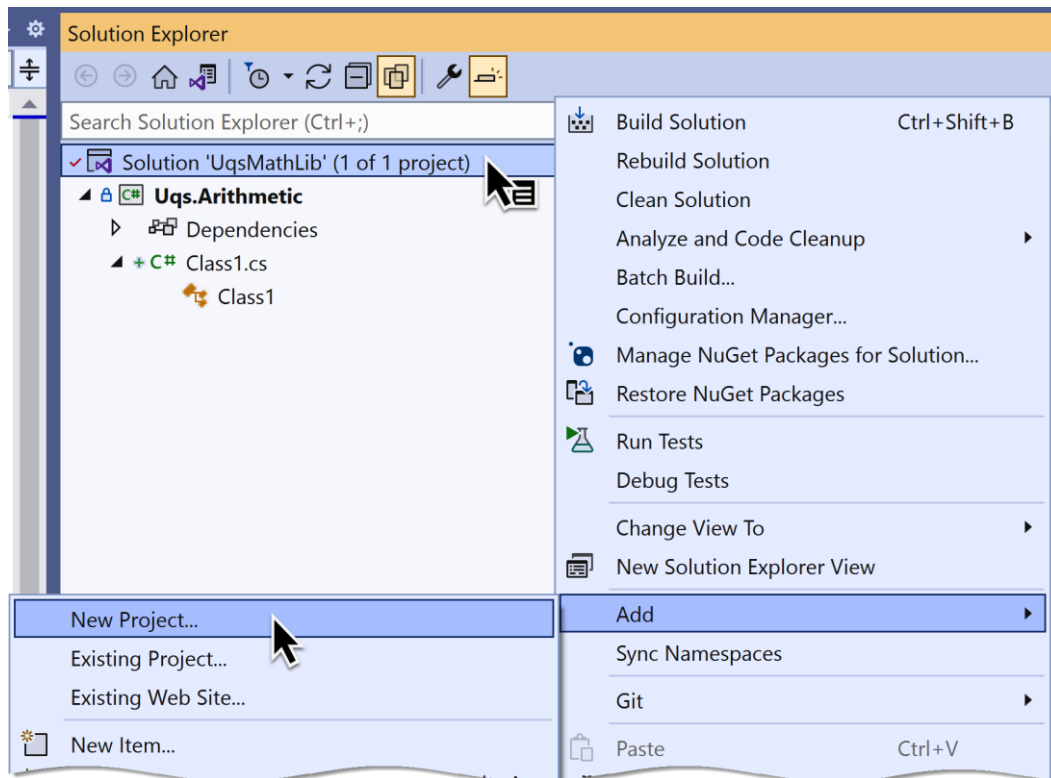 Solution Explorer
Search Solution Explorer (Ctrl+;)
Solution 'UqsMathLib' (1 of 1 project)
C# Uqs.Arithmetic
Dependencies
C# Class1.cs
Class1
Build Solution Ctrl+Shift+B
Rebuild Solution
Clean Solution
Analyze and Code Cleanup
Batch Build...
Configuration Manager...
Manage NuGet Packages for Solution...
Restore NuGet Packages
Run Tests
Debug Tests
Change View To
New Solution Explorer View
Add
Sync Namespaces
Git
Paste Ctrl+V
New Project...
Existing Project...
Existing Web Site...
New Item...